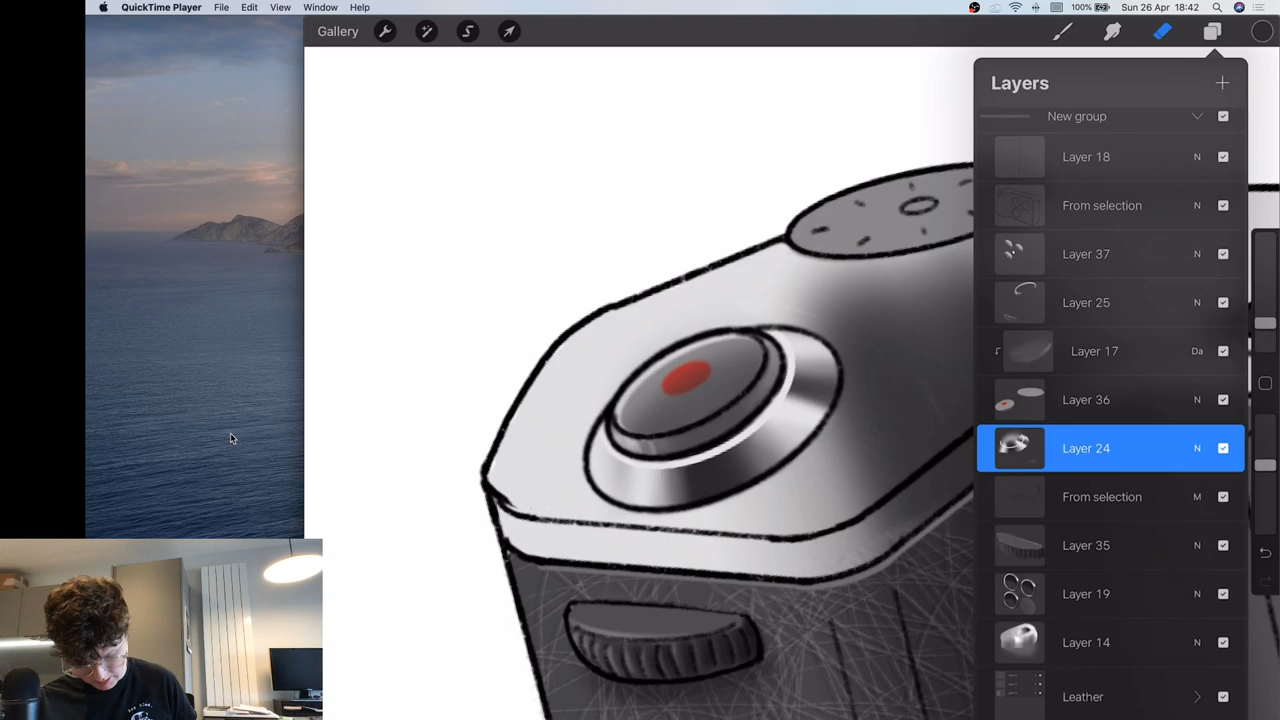 QuickTime Player File Edit View Window Help 100% Sun 26 Apr 18:42
Gallery
Layers
New group
Layer 18 N
From selection N
Layer 37 N
Layer 25 N
Layer 17 Da
Layer 36 N
Layer 24 N
From selection M
Layer 35 N
Layer 19 N
Layer 14 N
Leather